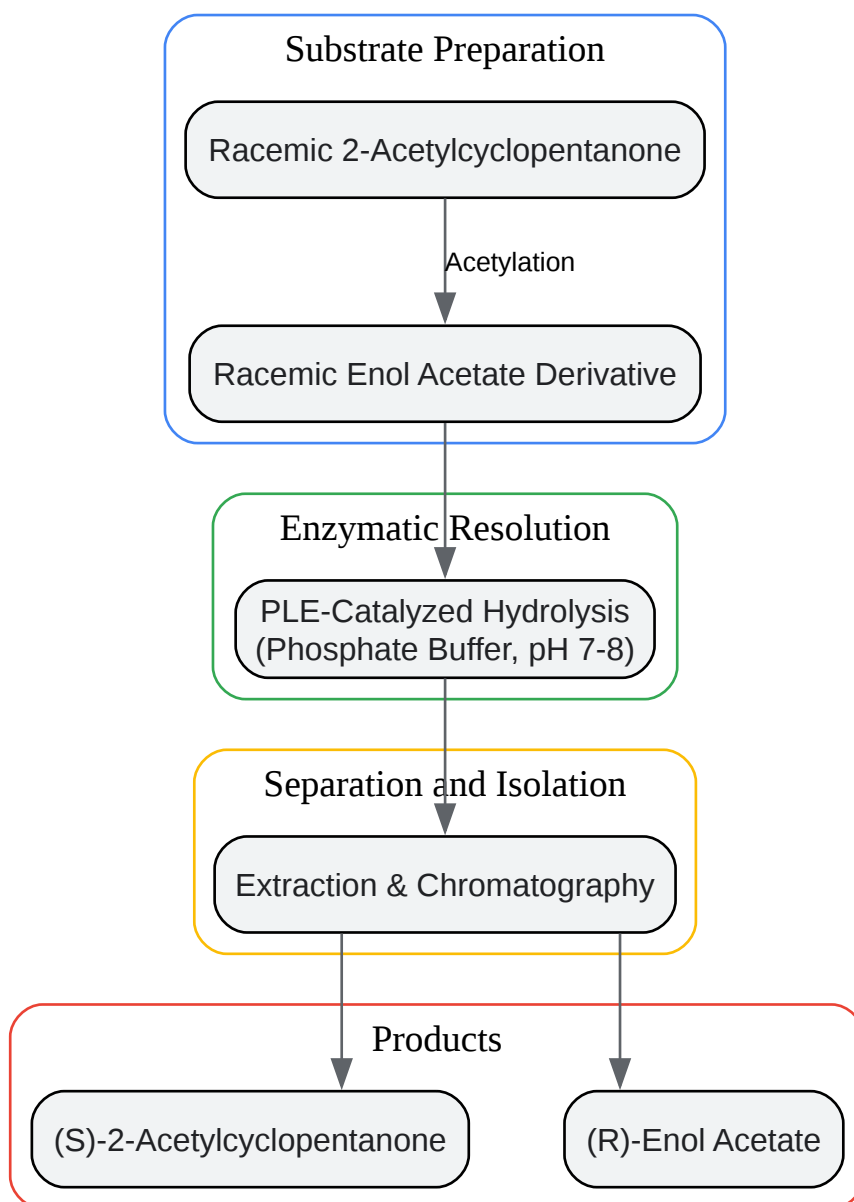 Substrate Preparation
Racemic 2-Acetylcyclopentanone
Acetylation
Racemic Enol Acetate Derivative
Enzymatic Resolution
PLE-Catalyzed Hydrolysis
(Phosphate Buffer, pH 7-8)
Separation and Isolation
Extraction & Chromatography
Products
(S)-2-Acetylcyclopentanone
(R)-Enol Acetate